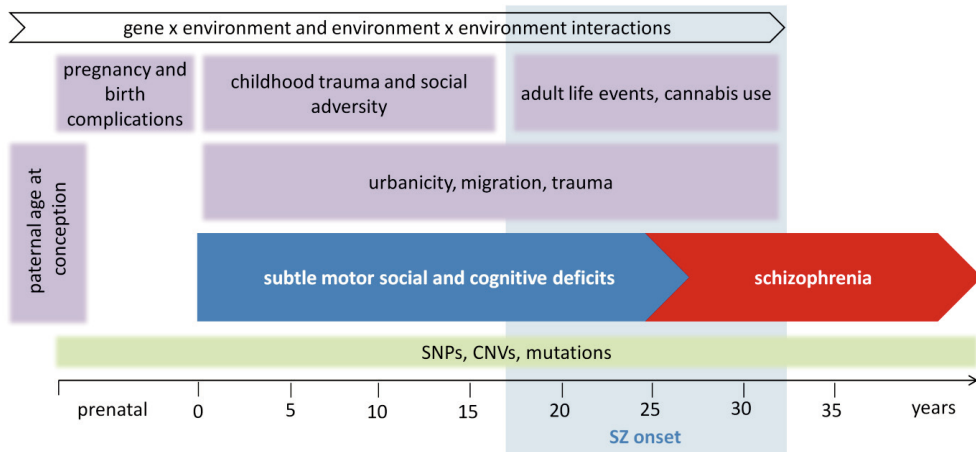 gene x environment and environment x environment interactions
pregnancy and
birth
complications
childhood trauma and social
adversity
adult life events, cannabis use
paternal age at
conception
urbanicity, migration, trauma
subtle motor social and cognitive deficits
schizophrenia
SNPs, CNVs, mutations
prenatal 0 5 10 15 20 25 30 35 years
SZ onset